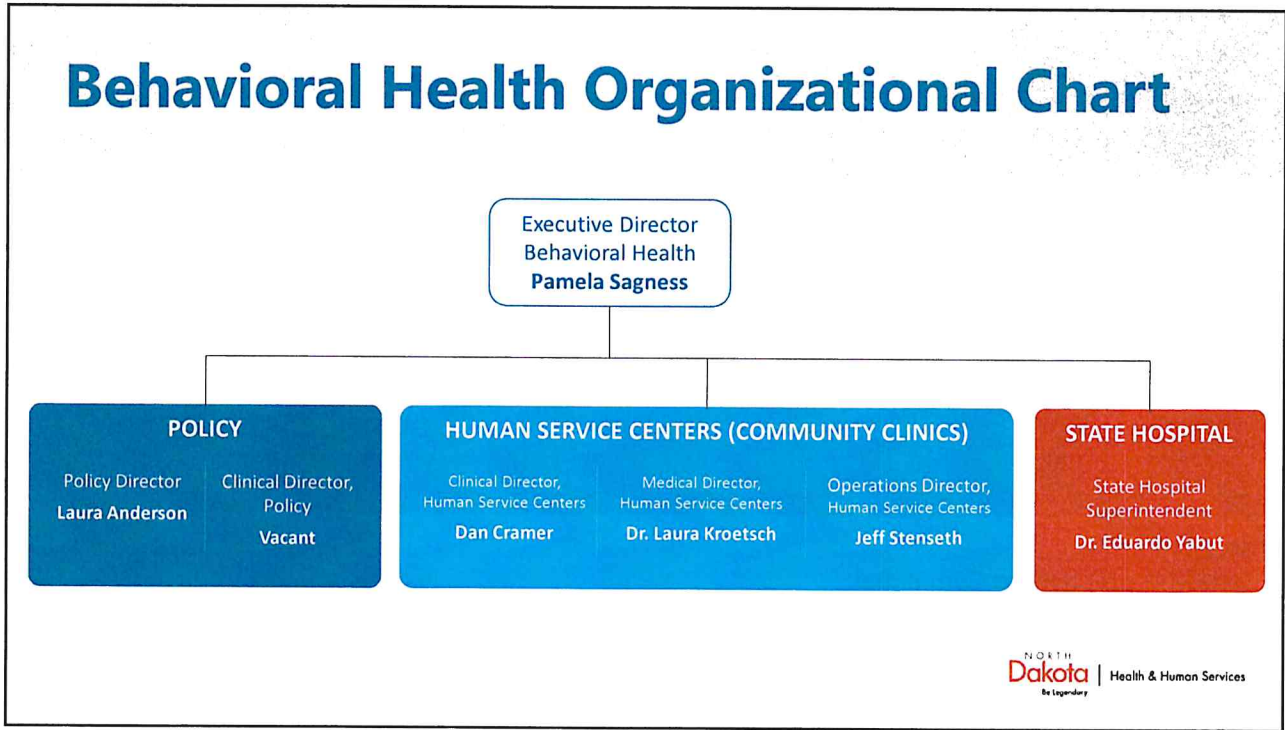 Behavioral Health Organizational Chart
Executive Director
Behavioral Health
Pamela Sagness
POLICY
Policy Director
Laura Anderson
Clinical Director,
Policy
Vacant
HUMAN SERVICE CENTERS (COMMUNITY CLINICS)
Clinical Director,
Human Service Centers
Dan Cramer
Medical Director,
Human Service Centers
Dr. Laura Kroetsch
Operations Director,
Human Service Centers
Jeff Stenseth
STATE HOSPITAL
State Hospital
Superintendent
Dr. Eduardo Yabut
NORTH
Dakota | Health & Human Services
Be Legendary